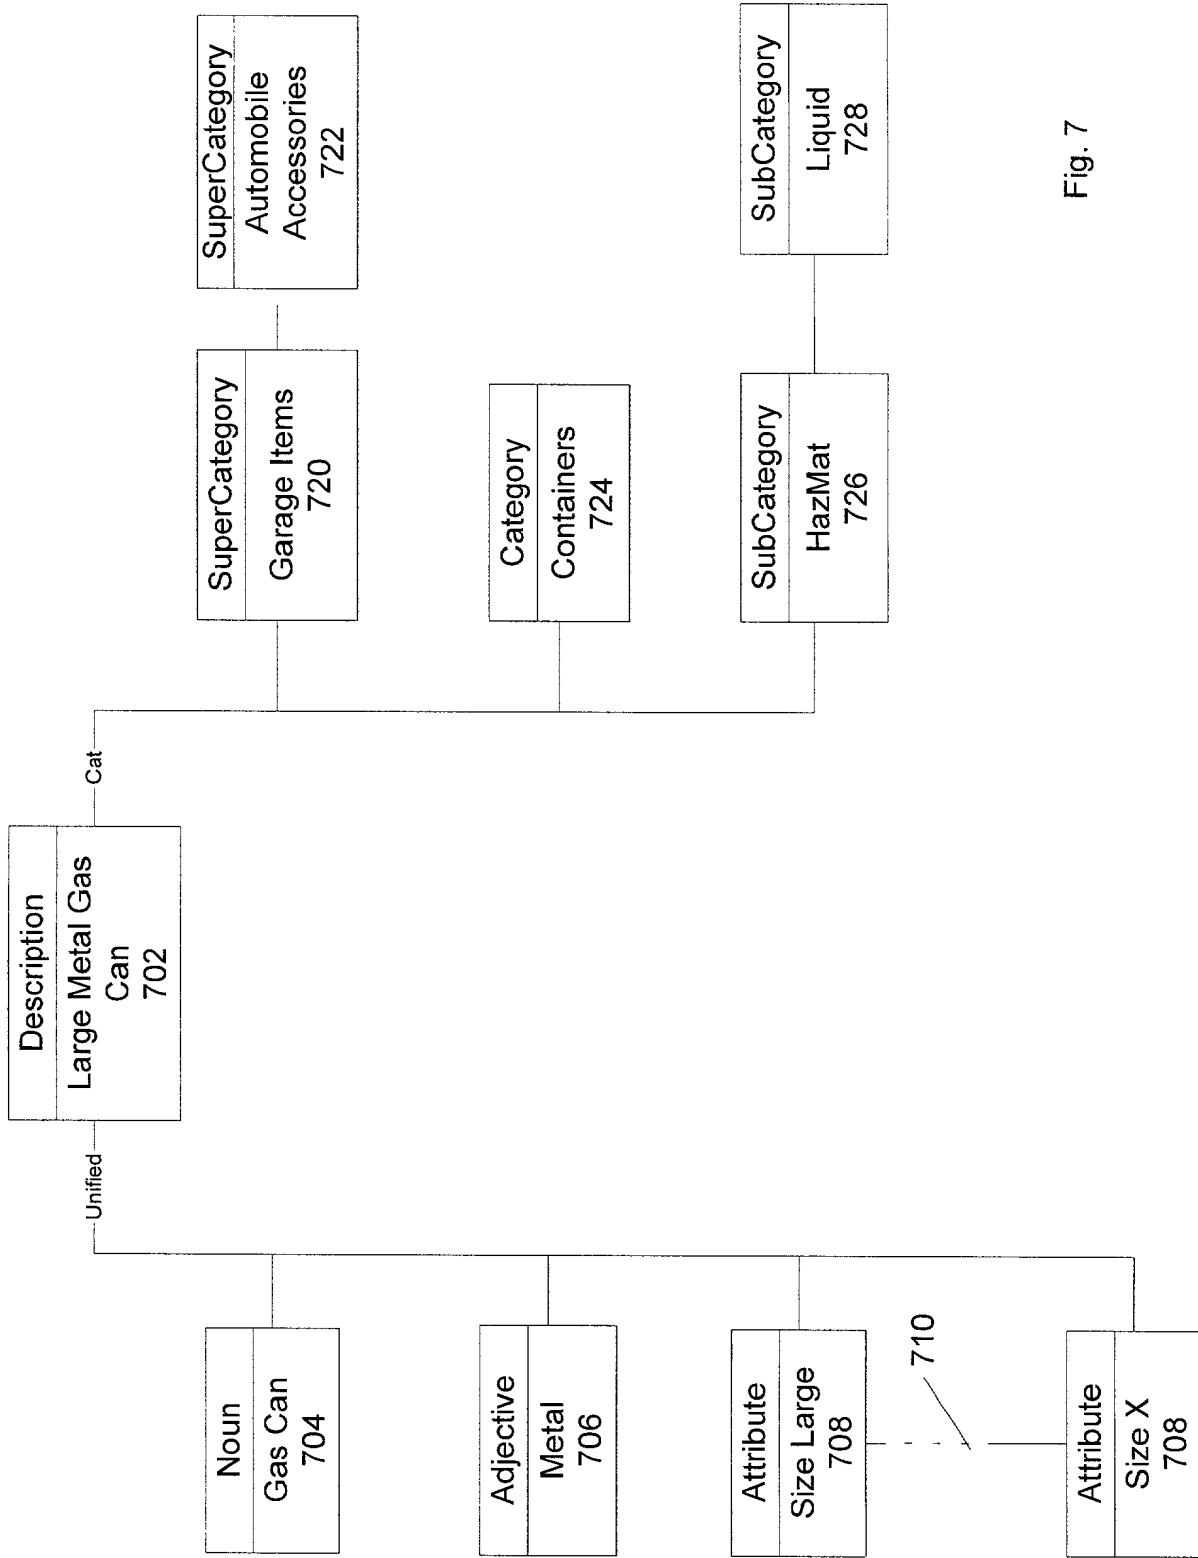 Description
Large Metal Gas
Can
702
Unified
Cat
Noun
Gas Can
704
Adjective
Metal
706
Attribute
Size Large
708
710
Attribute
Size X
708
SuperCategory
Garage Items
720
SuperCategory
Automobile
Accessories
722
Category
Containers
724
SubCategory
HazMat
726
SubCategory
Liquid
728
Fig. 7